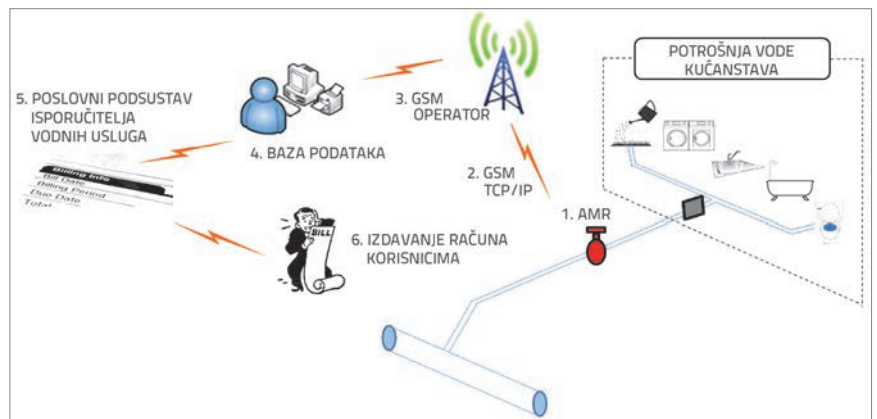 POTROŠNJA VODE
KUĆANSTAVA
5. POSLOVNI PODSUSTAV
ISPORUČITELJA
VODNIH USLUGA
3. GSM
OPERATOR
4. BAZA PODATAKA
2. GSM
TCP/IP
Billing Info
Bill Date
Billing Period
Due Date
Total
1. AMR
BILL
6. IZDAVANJE RAČUNA
KORISNICIMA